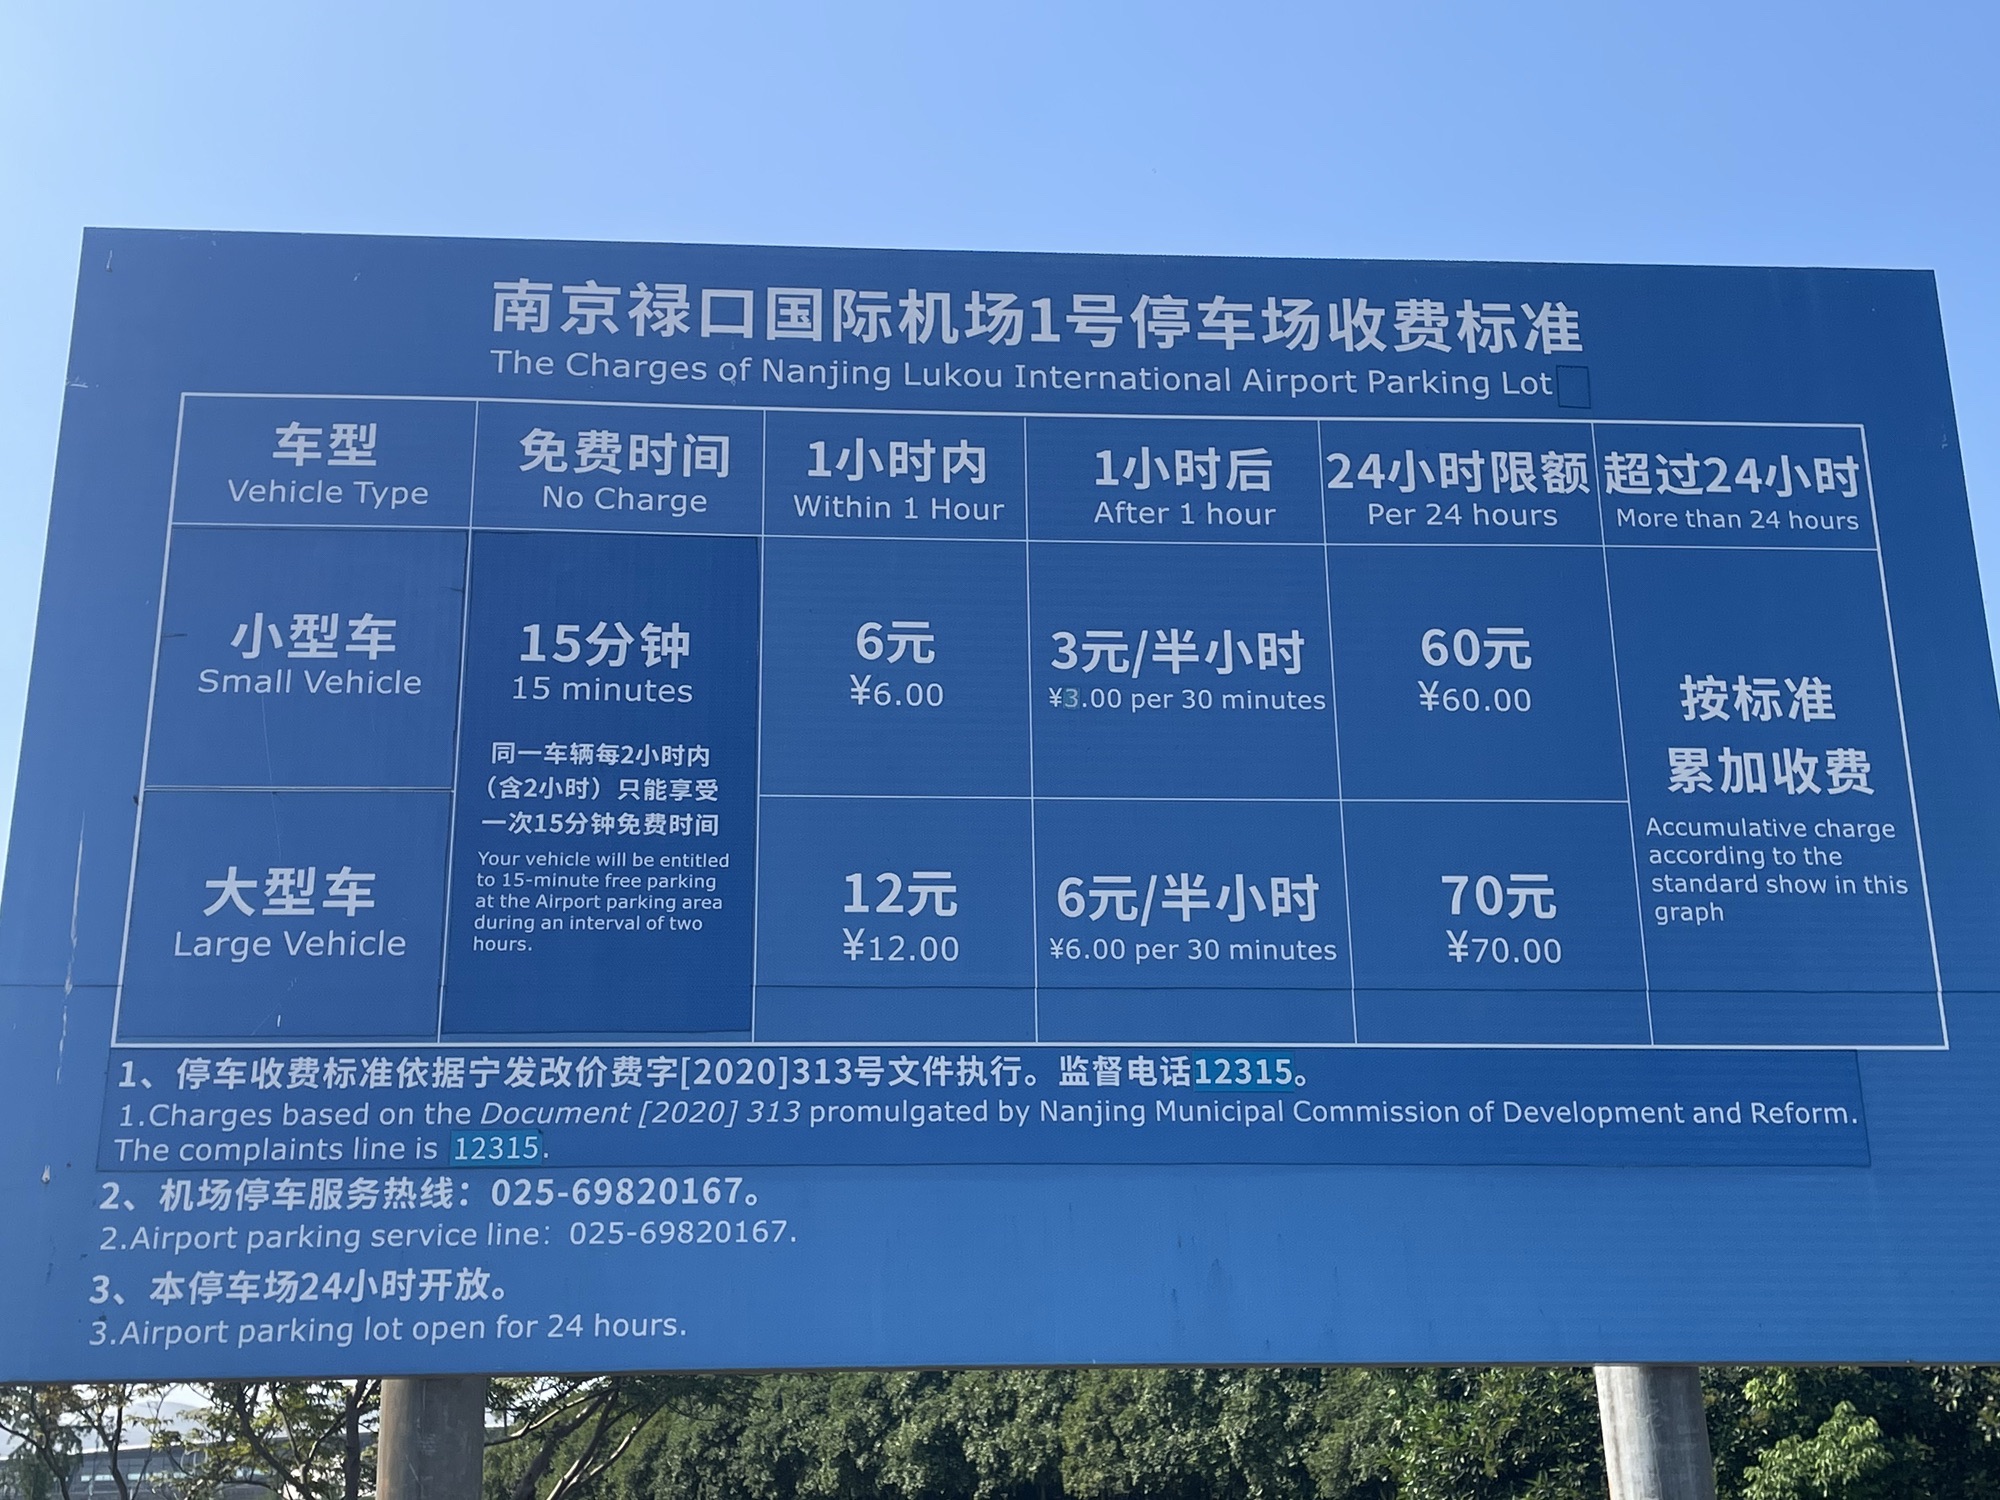 南京禄口国际机场1号停车场收费标准
The Charges of Nanjing Lukou International Airport Parking Lot
车型
Vehicle Type
免费时间
No Charge
1小时内
Within 1 Hour
1小时后
After 1 hour
24小时限额
Per 24 hours
超过24小时
More than 24 hours
小型车
Small Vehicle
15分钟
15 minutes
同一车辆每2小时内
（含2小时）只能享受
一次15分钟免费时间
Your vehicle will be entitled
to 15-minute free parking
at the Airport parking area
during an interval of two
hours.
6元
¥6.00
3元/半小时
¥3.00 per 30 minutes
60元
¥60.00
按标准
累加收费
Accumulative charge
according to the
standard show in this
graph
大型车
Large Vehicle
12元
¥12.00
6元/半小时
¥6.00 per 30 minutes
70元
¥70.00
1、停车收费标准依据宁发改价费字[2020]313号文件执行。监督电话12315。
1.Charges based on the Document [2020] 313 promulgated by Nanjing Municipal Commission of Development and Reform.
The complaints line is 12315.
2、机场停车服务热线：025-69820167。
2.Airport parking service line：025-69820167.
3、本停车场24小时开放。
3.Airport parking lot open for 24 hours.